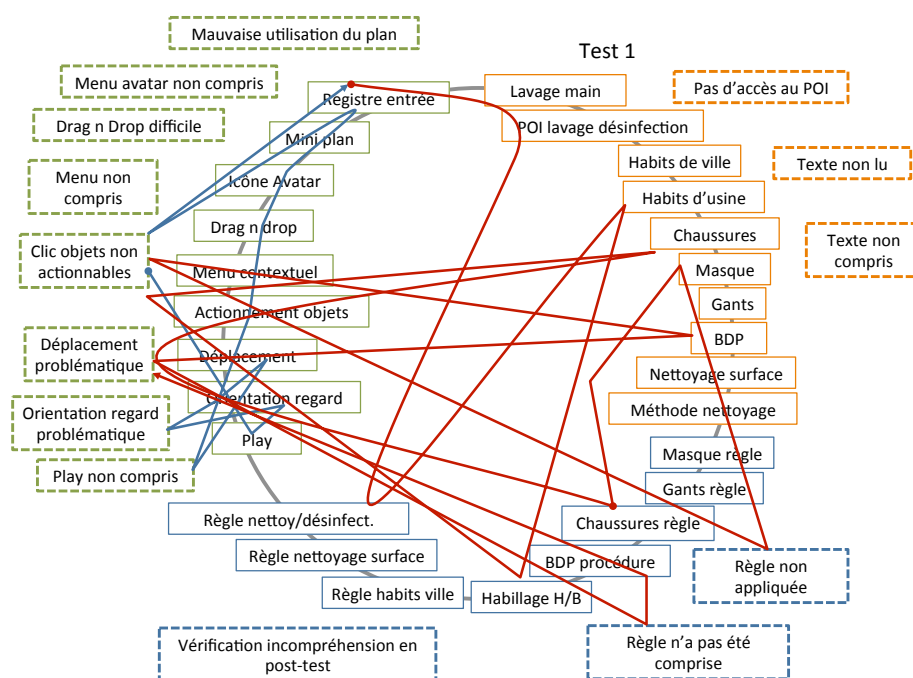 Mauvaise utilisation du plan
Test 1
Menu avatar non compris
Registre entrée
Lavage main
Pas d'accès au POI
Drag n Drop difficile
Mini plan
POI lavage désinfection
Menu non
compris
Icône Avatar
Habits de ville
Texte non lu
Habits d'usine
Drag n drop
Clic objets non
actionnables
Chaussures
Texte non
compris
Menu contextuel
Masque
Actionnement objets
Gants
Déplacement
problématique
Déplacement
BDP
Nettoyage surface
Orientation regard
problématique
Orientation regard
Méthode nettoyage
Play
Masque règle
Play non compris
Gants règle
Règle nettoy/désinfect.
Chaussures règle
Règle nettoyage surface
BDP procédure
Règle non
appliquée
Règle habits ville
Habillage H/B
Vérification incompréhension en
post-test
Règle n'a pas été
comprise